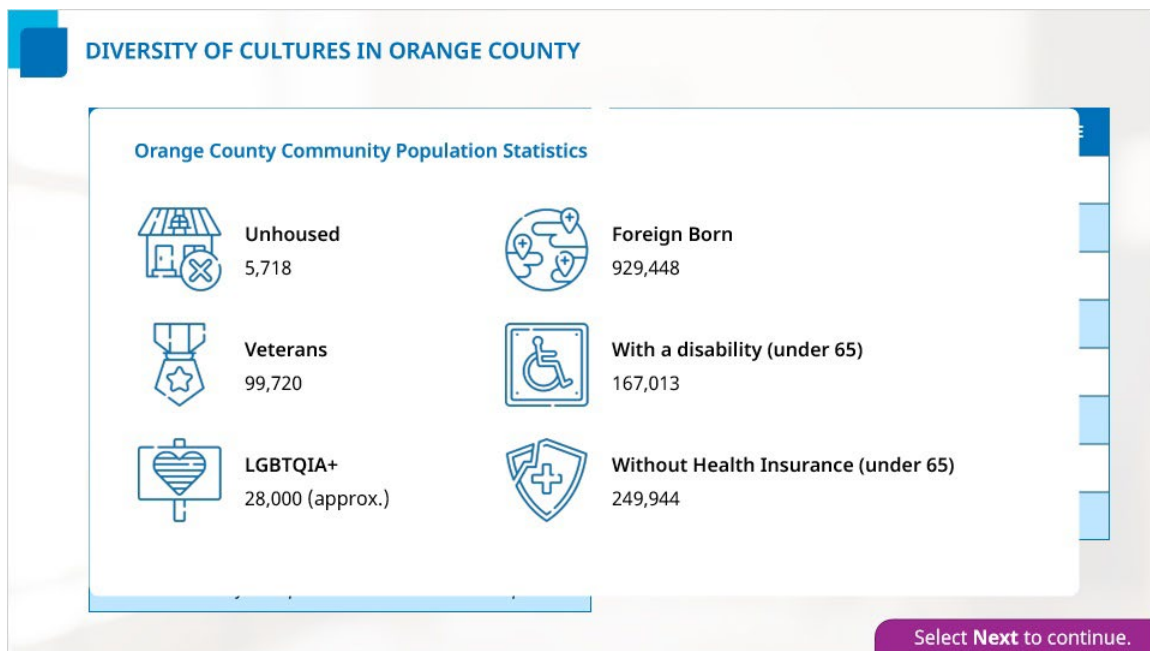 DIVERSITY OF CULTURES IN ORANGE COUNTY
Orange County Community Population Statistics
Unhoused
5,718
Foreign Born
929,448
Veterans
99,720
With a disability (under 65)
167,013
LGBTQIA+
28,000 (approx.)
Without Health Insurance (under 65)
249,944
Select Next to continue.